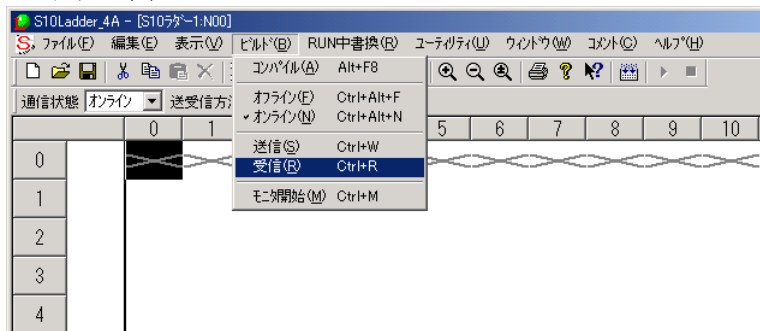 S10Ladder_4A - [S10ラダー1:N00]
ファイル(F) 編集(E) 表示(V) ビルド(B) RUN中書換(R) ユーティリティ(U) ウィンドウ(W) コメント(C) ヘルプ(H)
コンパイル(A) Alt+F8
通信状態 オンライン 送受信方
オフライン(F) Ctrl+Alt+F
オンライン(N) Ctrl+Alt+N
送信(S) Ctrl+W
受信(R) Ctrl+R
モニタ開始(M) Ctrl+M
0 1 5 6 7 8 9 10
0
1
2
3
4